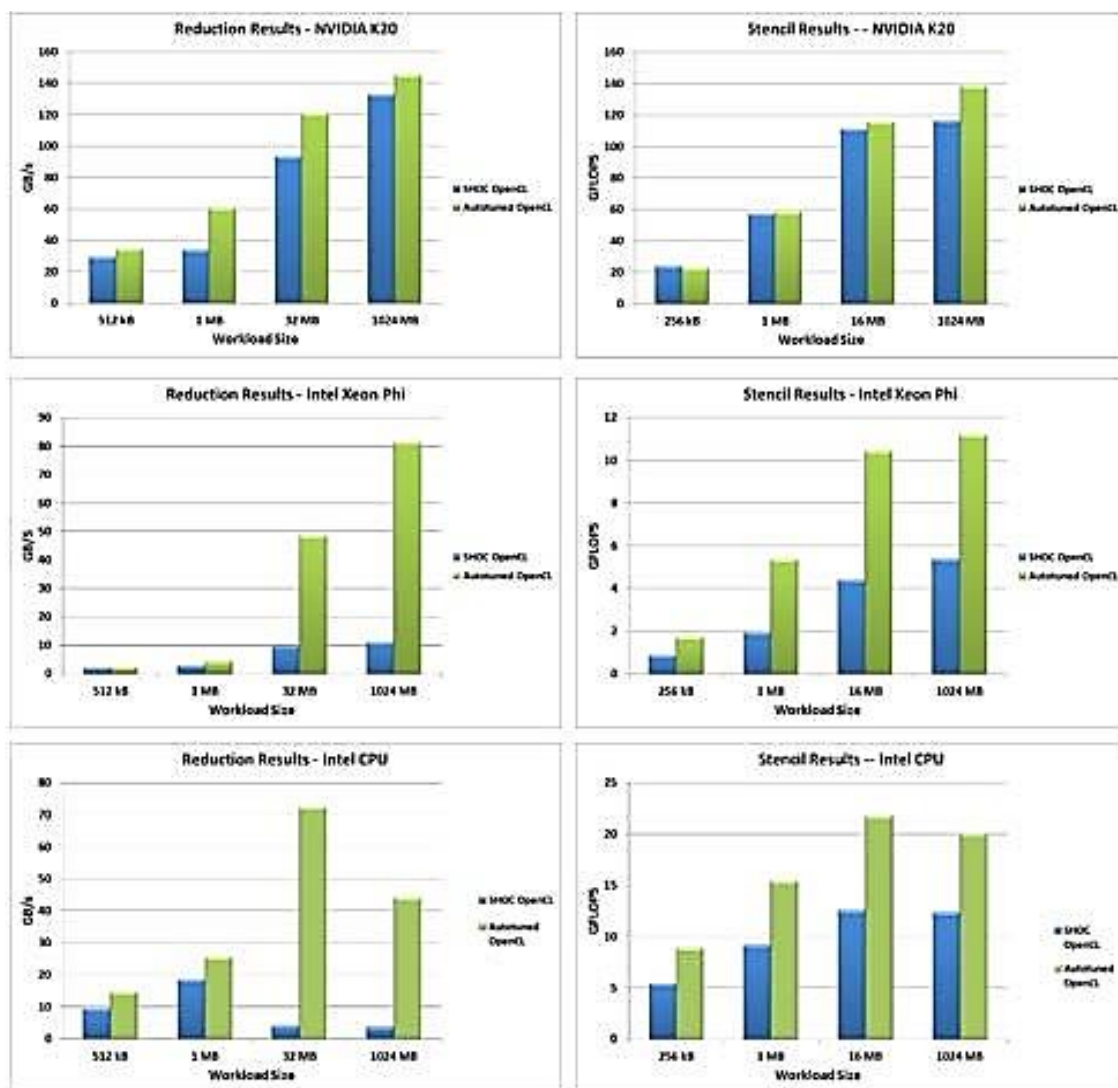 Reduction Results - NVIDIA K20
160
140
120
100
80
60
40
20
0
GB/s
512 kB 1 MB 32 MB 1024 MB
Workload Size
SHOC OpenCL
Autotuned OpenCL
Stencil Results -- NVIDIA K20
160
140
120
100
80
60
40
20
0
GFLOPS
256 kB 1 MB 16 MB 1024 MB
Workload Size
SHOC OpenCL
Autotuned OpenCL
Reduction Results - Intel Xeon Phi
90
80
70
60
50
40
30
20
10
0
GB/S
512 kB 1 MB 32 MB 1024 MB
Workload Size
SHOC OpenCL
Autotuned OpenCL
Stencil Results - Intel Xeon Phi
12
10
8
6
4
2
0
GFLOPS
256 kB 1 MB 16 MB 1024 MB
Workload Size
SHOC OpenCL
Autotuned OpenCL
Reduction Results - Intel CPU
80
70
60
50
40
30
20
10
0
GB/s
512 kB 1 MB 32 MB 1024 MB
Workload Size
SHOC OpenCL
Autotuned
OpenCL
Stencil Results -- Intel CPU
25
20
15
10
5
0
GFLOPS
256 kB 1 MB 16 MB 1024 MB
Workload Size
SHOC
OpenCL
Autotuned
OpenCL